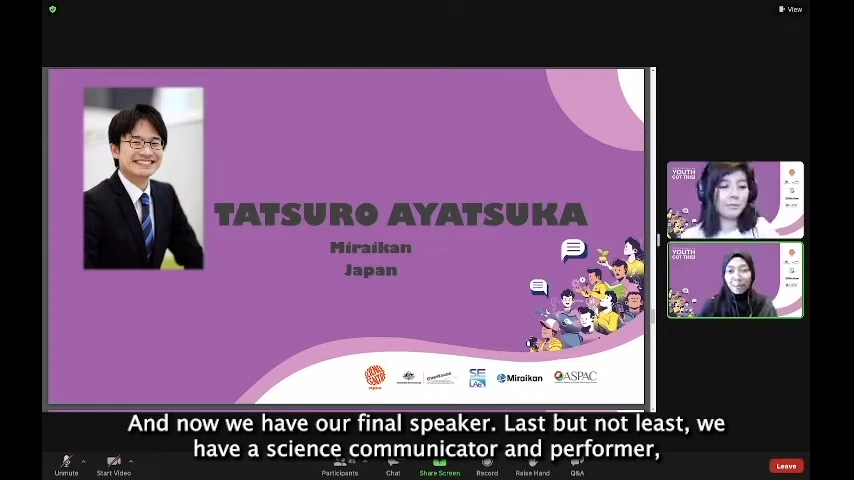 View
TATSURO AYATSUKA
Miraikan
Japan
Miraikan
ASPAC
YOUTH
GOT THIS!
YOUTH
GOT THIS!
And now we have our final speaker. Last but not least, we
have a science communicator and performer,
Unmute
Start Video
Participants
Chat
Share Screen
Record
Raise Hand
Q&A
Leave